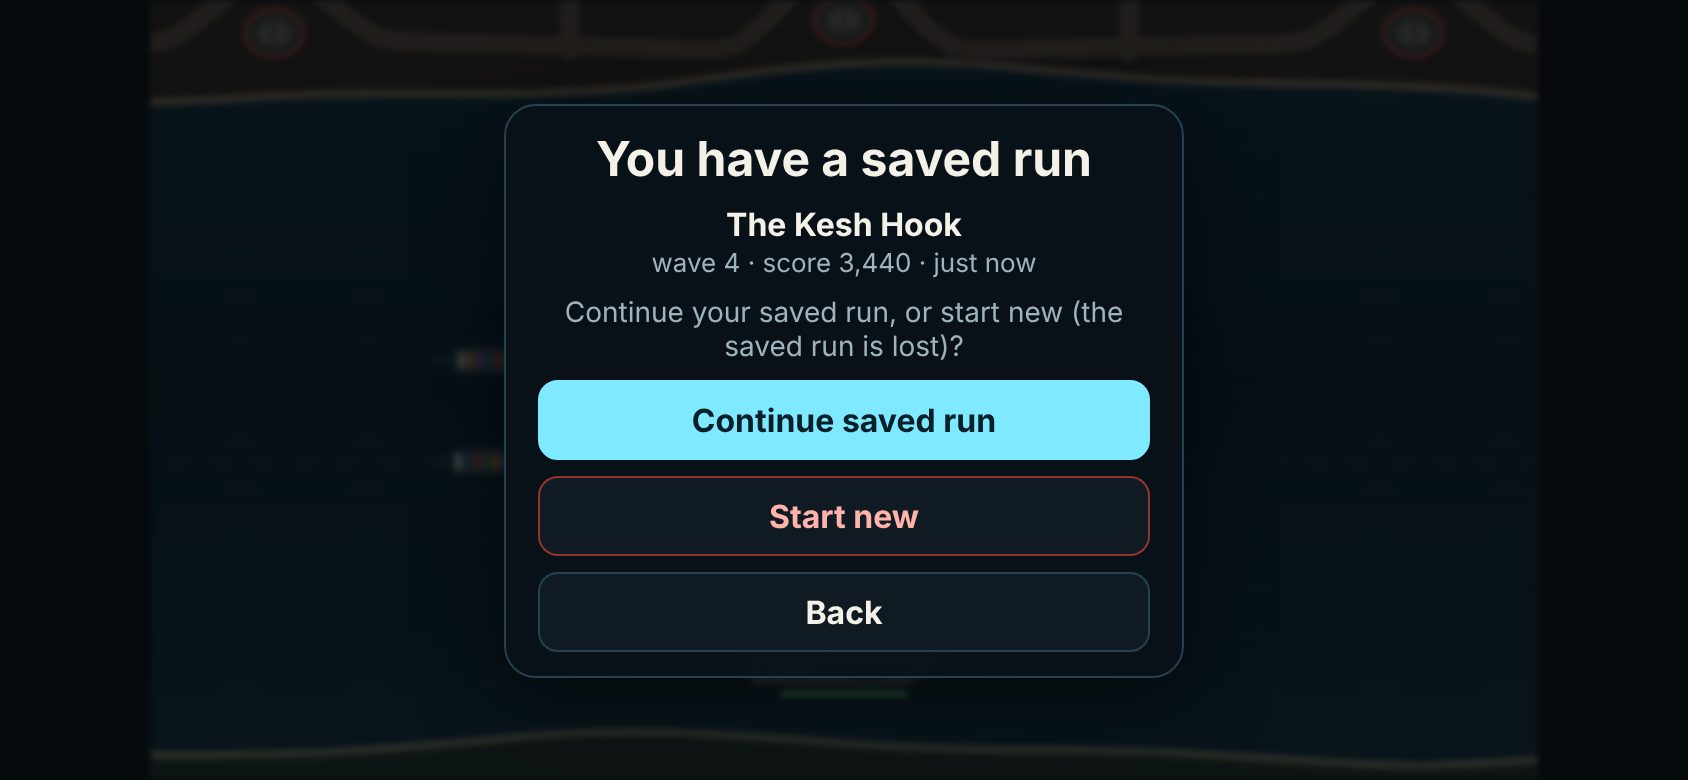 You have a saved run
The Kesh Hook
wave 4 · score 3,440 · just now
Continue your saved run, or start new (the
saved run is lost)?
Continue saved run
Start new
Back